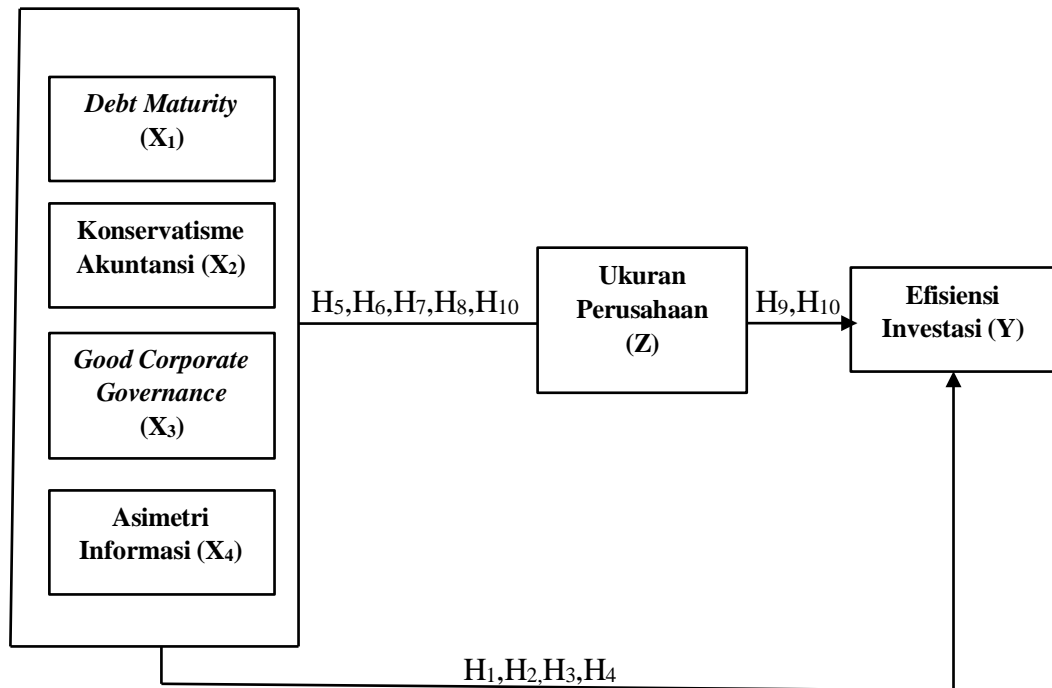 Debt Maturity
(X₁)
Konservatisme
Akuntansi (X₂)
Good Corporate
Governance
(X₃)
Asimetri
Informasi (X₄)
H₅,H₆,H₇,H₈,H₁₀
Ukuran
Perusahaan
(Z)
H₉,H₁₀
Efisiensi
Investasi (Y)
H₁,H₂,H₃,H₄